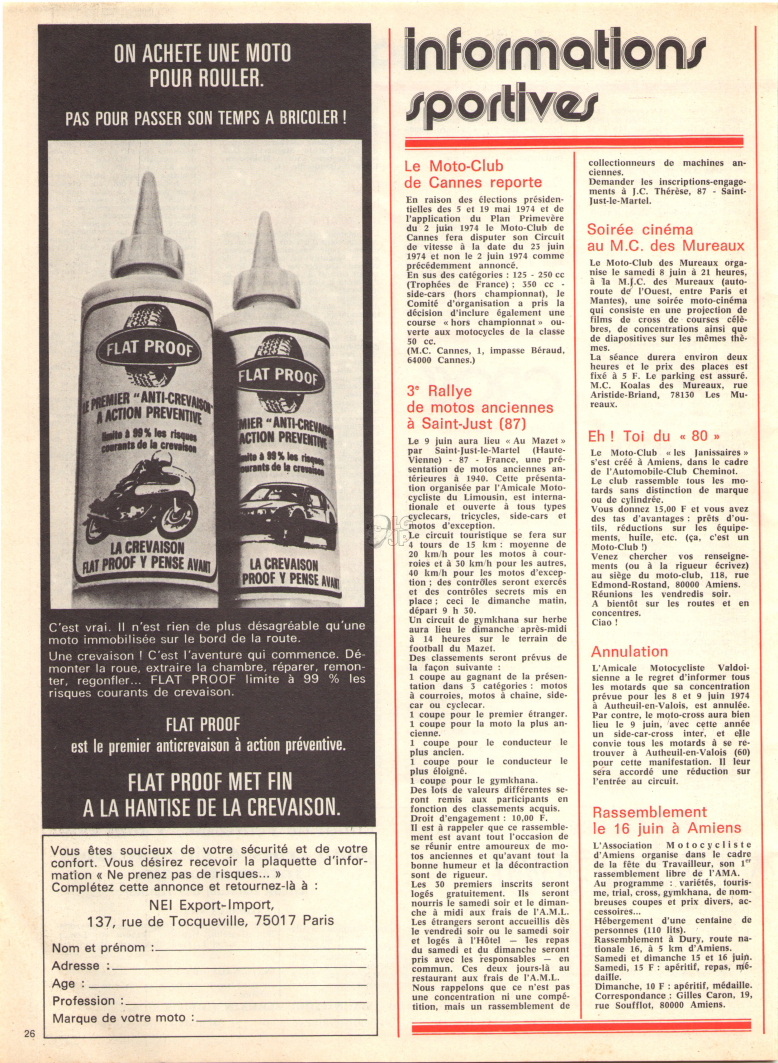 ON ACHETE UNE MOTO
POUR ROULER.
PAS POUR PASSER SON TEMPS A BRICOLER !
FLAT PROOF
LE PREMIER "ANTI-CREVAISON"
A ACTION PREVENTIVE
limite à 99 % les risques
courants de la crevaison
LA CREVAISON
FLAT PROOF Y PENSE AVANT
FLAT PROOF
MIER "ANTI-CREVAISON"
ACTION PREVENTIVE
limite à 99 % les risques
courants de la crevaison
LA CREVAISON
PROOF Y PENSE AVANT
C'est vrai. Il n'est rien de plus désagréable qu'une
moto immobilisée sur le bord de la route.
Une crevaison ! C'est l'aventure qui commence. Dé-
monter la roue, extraire la chambre, réparer, remon-
ter, regonfler... FLAT PROOF limite à 99 % les
risques courants de crevaison.
FLAT PROOF
est le premier anticrevaison à action préventive.
FLAT PROOF MET FIN
A LA HANTISE DE LA CREVAISON.
Vous êtes soucieux de votre sécurité et de votre
confort. Vous désirez recevoir la plaquette d'infor-
mation « Ne prenez pas de risques... »
Complétez cette annonce et retournez-là à :
NEI Export-Import,
137, rue de Tocqueville, 75017 Paris
Nom et prénom :
Adresse :
Age :
Profession :
Marque de votre moto :
26
informations
sportives
Le Moto-Club
de Cannes reporte
En raison des élections présiden-
tielles des 5 et 19 mai 1974 et de
l'application du Plan Primevère
du 2 juin 1974 le Moto-Club de
Cannes fera disputer son Circuit
de vitesse à la date du 23 juin
1974 et non le 2 juin 1974 comme
précédemment annoncé.
En sus des catégories : 125 - 250 cc
(Trophées de France) ; 350 cc -
side-cars (hors championnat), le
Comité d'organisation a pris la
décision d'inclure également une
course « hors championnat » ou-
verte aux motocycles de la classe
50 cc.
(M.C. Cannes, 1, impasse Béraud,
64000 Cannes.)
3e Rallye
de motos anciennes
à Saint-Just (87)
Le 9 juin aura lieu « Au Mazet »
par Saint-Just-le-Martel (Haute-
Vienne) - 87 - France, une pré-
sentation de motos anciennes an-
térieures à 1940. Cette présenta-
tion organisée par l'Amicale Moto-
cycliste du Limousin, est interna-
tionale et ouverte à tous types
cyclecars, tricycles, side-cars et
motos d'exception.
Le circuit touristique se fera sur
4 tours de 15 km : moyenne de
20 km/h pour les motos à cour-
roies et à 30 km/h pour les autres,
40 km/h pour les motos d'excep-
tion ; des contrôles seront exercés
et des contrôles secrets mis en
place ; ceci le dimanche matin,
départ 9 h 30.
Un circuit de gymkhana sur herbe
aura lieu le dimanche après-midi
à 14 heures sur le terrain de
football du Mazet.
Des classements seront prévus de
la façon suivante :
1 coupe au gagnant de la présen-
tation dans 3 catégories : motos
à courroies, motos à chaine, side-
car ou cyclecar.
1 coupe pour le premier étranger.
1 coupe pour la moto la plus an-
cienne.
1 coupe pour le conducteur le
plus ancien.
1 coupe pour le conducteur le
plus éloigné.
1 coupe pour le gymkhana.
Des lots de valeurs différentes se-
ront remis aux participants en
fonction des classements acquis.
Droit d'engagement : 10,00 F.
Il est à rappeler que ce rassemble-
ment est avant tout l'occasion de
se réunir entre amoureux de mo-
tos anciennes et qu'avant tout la
bonne humeur et la décontraction
sont de rigueur.
Les 30 premiers inscrits seront
logés gratuitement. Ils seront
nourris le samedi soir et le diman-
che à midi aux frais de l'A.M.L.
Les étrangers seront accueillis dès
le vendredi soir ou le samedi soir
et logés à l'Hôtel — les repas
du samedi et du dimanche seront
pris avec les responsables — en
commun. Ces deux jours-là au
restaurant aux frais de l'A.M.L.
Nous rappelons que ce n'est pas
une concentration ni une compé-
tition, mais un rassemblement de
collectionneurs de machines an-
ciennes.
Demander les inscriptions-engage-
ments à J.C. Thérèse, 87 - Saint-
Just-le-Martel.
Soirée cinéma
au M.C. des Mureaux
Le Moto-Club des Mureaux orga-
nise le samedi 8 juin à 21 heures,
à la M.J.C. des Mureaux (auto-
route de l'Ouest, entre Paris et
Mantes), une soirée moto-cinéma
qui consiste en une projection de
films de cross de courses célè-
bres, de concentrations ainsi que
de diapositives sur les mêmes thè-
mes.
La séance durera environ deux
heures et le prix des places est
fixé à 5 F. Le parking est assuré.
M.C. Koalas des Mureaux, rue
Aristide-Briand, 78130 Les Mu-
reaux.
Eh ! Toi du « 80 »
Le Moto-Club « les Janissaires »
s'est créé à Amiens, dans le cadre
de l'Automobile-Club Cheminot.
Le club rassemble tous les mo-
tards sans distinction de marque
ou de cylindrée.
Vous donnez 15,00 F et vous avez
des tas d'avantages : prêts d'ou-
tils, réductions sur les équipe-
ments, huile, etc. (ça, c'est un
Moto-Club !)
Venez chercher vos renseigne-
ments (ou à la rigueur écrivez)
au siège du moto-club, 118, rue
Edmond-Rostand, 80000 Amiens.
Réunions les vendredis soir.
A bientôt sur les routes et en
concentres.
Ciao !
Annulation
L'Amicale Motocycliste Valdoi-
sienne a le regret d'informer tous
les motards que sa concentration
prévue pour les 8 et 9 juin 1974
à Autheuil-en-Valois, est annulée.
Par contre, le moto-cross aura bien
lieu le 9 juin, avec cette année
un side-car-cross inter, et elle
convie tous les motards à se re-
trouver à Autheuil-en-Valois (60)
pour cette manifestation. Il leur
sera accordé une réduction sur
l'entrée au circuit.
Rassemblement
le 16 juin à Amiens
L'Association Motocycliste
d'Amiens organise dans le cadre
de la fête du Travailleur, son 1er
rassemblement libre de l'AMA.
Au programme : variétés, touris-
me, trial, cross, gymkhana, de nom-
breuses coupes et prix divers, ac-
cessoires...
Hébergement d'une centaine de
personnes (110 lits).
Rassemblement à Dury, route na-
tionale 16, à 5 km d'Amiens.
Samedi et dimanche 15 et 16 juin.
Samedi, 15 F : apéritif, repas, mé-
daille.
Dimanche, 10 F : apéritif, médaille.
Correspondance : Gilles Caron, 19,
rue Soufflot, 80000 Amiens.